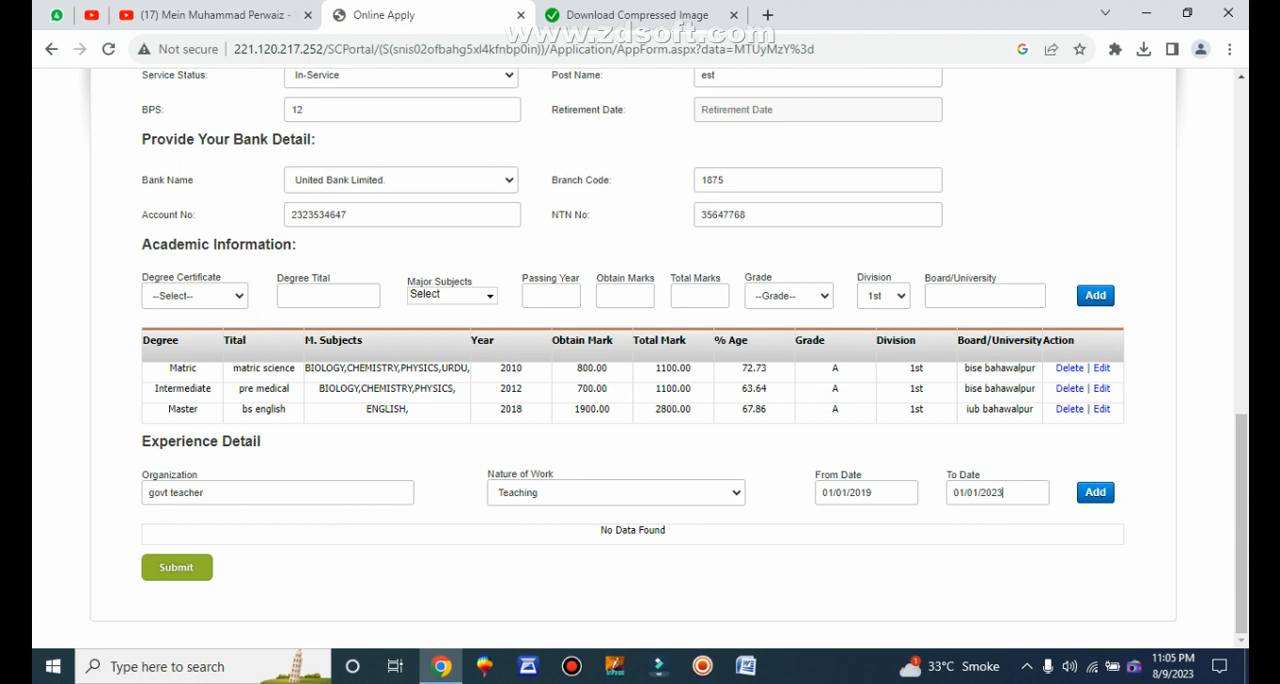 (17) Mein Muhammad Perwaiz -
Online Apply
Download Compressed Image
www.zdsoft.com
Not secure
221.120.217.252/SCPortal/(S(snis02ofbahg5xl4kfnbp0in))/Application/AppForm.aspx?data=MTUyMzY%3d
Service Status:
In-Service
Post Name:
est
BPS:
12
Retirement Date:
Retirement Date
Provide Your Bank Detail:
Bank Name
United Bank Limited.
Branch Code:
1875
Account No:
2323534647
NTN No:
35647768
Academic Information:
Degree Certificate
Degree Tital
Major Subjects
Passing Year
Obtain Marks
Total Marks
Grade
Division
Board/University
--Select--
Select
--Grade--
1st
Add
Degree Tital M. Subjects Year Obtain Mark Total Mark % Age Grade Division Board/University Action
Matric matric science BIOLOGY,CHEMISTRY,PHYSICS,URDU, 2010 800.00 1100.00 72.73 A 1st bise bahawalpur Delete | Edit
Intermediate pre medical BIOLOGY,CHEMISTRY,PHYSICS, 2012 700.00 1100.00 63.64 A 1st bise bahawalpur Delete | Edit
Master bs english ENGLISH, 2018 1900.00 2800.00 67.86 A 1st iub bahawalpur Delete | Edit
Experience Detail
Organization
Nature of Work
From Date
To Date
govt teacher
Teaching
01/01/2019
01/01/2023
Add
No Data Found
Submit
Type here to search
33°C Smoke
11:05 PM
8/9/2023